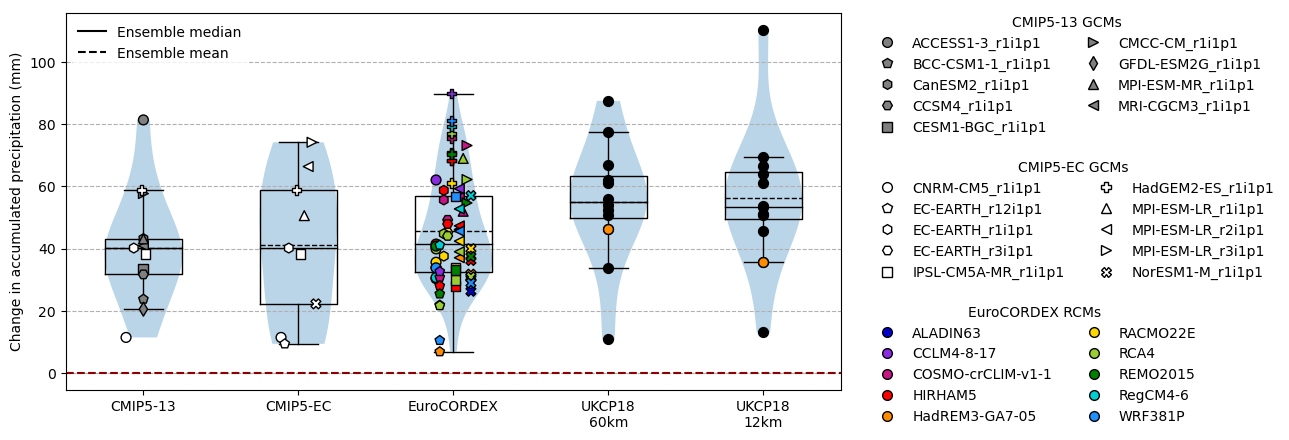 Change in accumulated precipitation (mm)
100
80
60
40
20
0
Ensemble median
Ensemble mean
CMIP5-13
CMIP5-EC
EuroCORDEX
UKCP18
60km
UKCP18
12km
CMIP5-13 GCMs
ACCESS1-3_r1i1p1
BCC-CSM1-1_r1i1p1
CanESM2_r1i1p1
CCSM4_r1i1p1
CESM1-BGC_r1i1p1
CMCC-CM_r1i1p1
GFDL-ESM2G_r1i1p1
MPI-ESM-MR_r1i1p1
MRI-CGCM3_r1i1p1
CMIP5-EC GCMs
CNRM-CM5_r1i1p1
EC-EARTH_r12i1p1
EC-EARTH_r1i1p1
EC-EARTH_r3i1p1
IPSL-CM5A-MR_r1i1p1
HadGEM2-ES_r1i1p1
MPI-ESM-LR_r1i1p1
MPI-ESM-LR_r2i1p1
MPI-ESM-LR_r3i1p1
NorESM1-M_r1i1p1
EuroCORDEX RCMs
ALADIN63
CCLM4-8-17
COSMO-crCLIM-v1-1
HIRHAM5
HadREM3-GA7-05
RACMO22E
RCA4
REMO2015
RegCM4-6
WRF381P